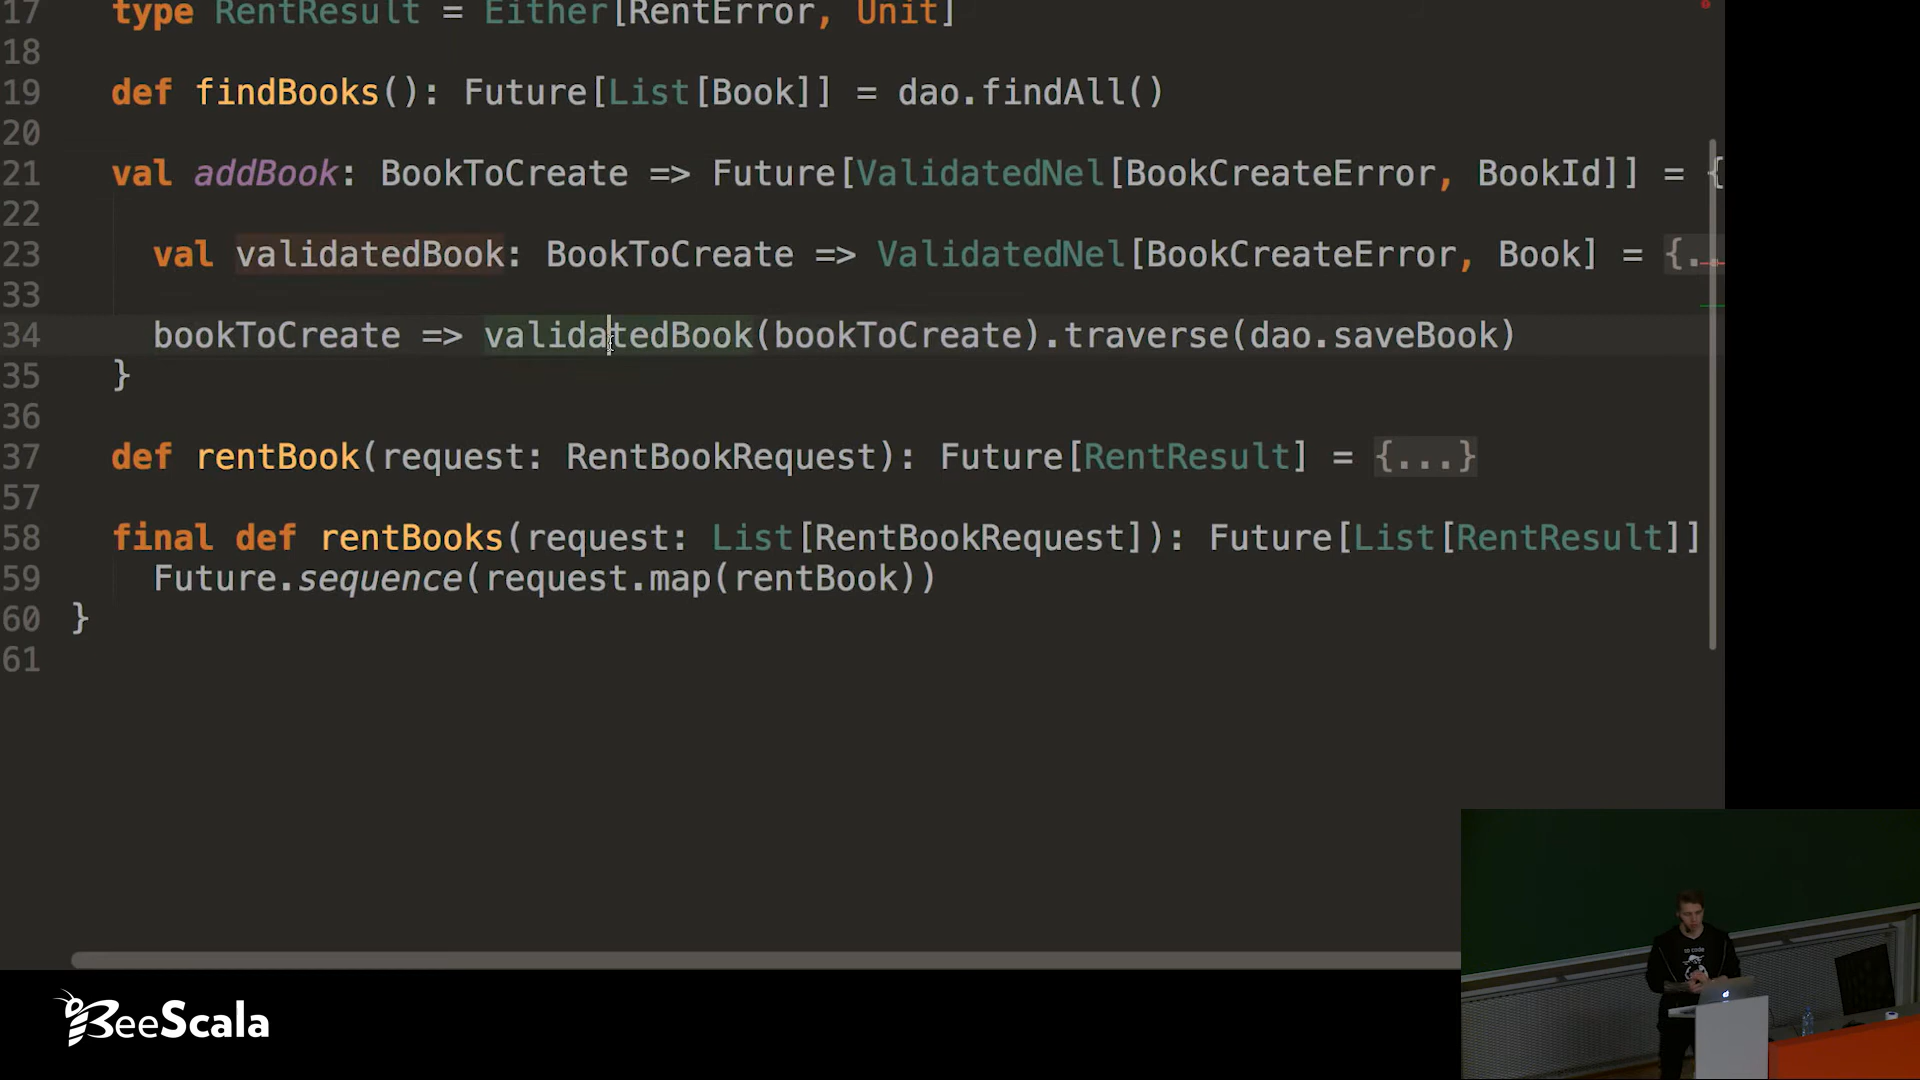 17 type RentResult = Either[RentError, Unit]
18
19 def findBooks(): Future[List[Book]] = dao.findAll()
20
21 val addBook: BookToCreate => Future[ValidatedNel[BookCreateError, BookId]] = {
22
23 val validatedBook: BookToCreate => ValidatedNel[BookCreateError, Book] = {..
33
34 bookToCreate => validatedBook(bookToCreate).traverse(dao.saveBook)
35 }
36
37 def rentBook(request: RentBookRequest): Future[RentResult] = {...}
57
58 final def rentBooks(request: List[RentBookRequest]): Future[List[RentResult]]
59 Future.sequence(request.map(rentBook))
60 }
61
to code
BeeScala